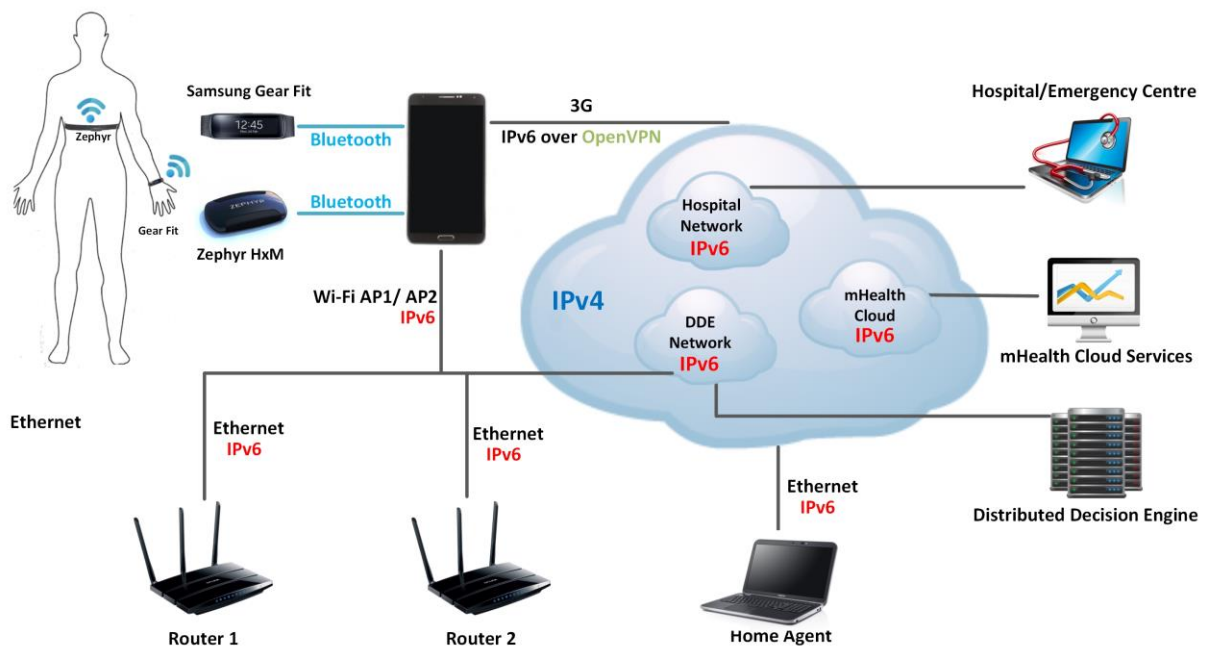 Samsung Gear Fit
12:45
Bluetooth
3G
IPv6 over OpenVPN
Hospital/Emergency Centre
Zephyr
ZEPHYR
Bluetooth
Gear Fit
Zephyr HxM
Hospital
Network
IPv6
Wi-Fi AP1/ AP2
IPv6
IPv4
mHealth
Cloud
IPv6
DDE
Network
IPv6
mHealth Cloud Services
Ethernet
Ethernet
IPv6
Ethernet
IPv6
Ethernet
IPv6
Distributed Decision Engine
Router 1
Router 2
Home Agent